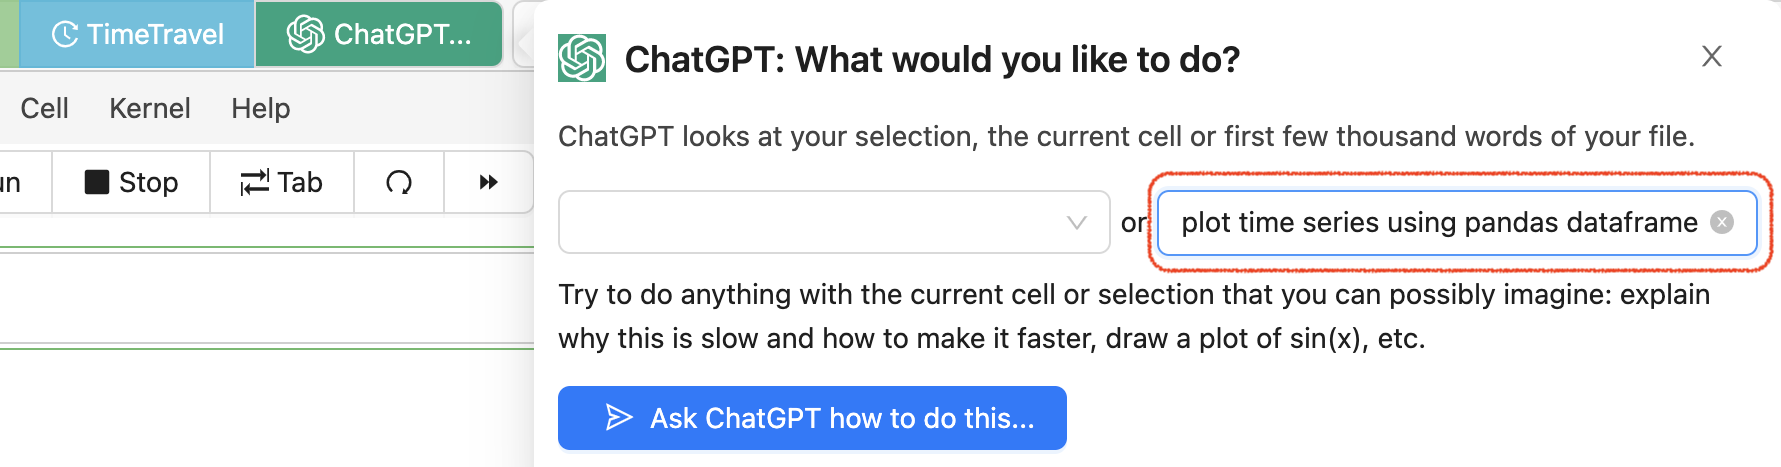 TimeTravel
ChatGPT...
Cell Kernel Help
Stop
Tab
ChatGPT: What would you like to do?
ChatGPT looks at your selection, the current cell or first few thousand words of your file.
or
plot time series using pandas dataframe
Try to do anything with the current cell or selection that you can possibly imagine: explain
why this is slow and how to make it faster, draw a plot of sin(x), etc.
Ask ChatGPT how to do this...